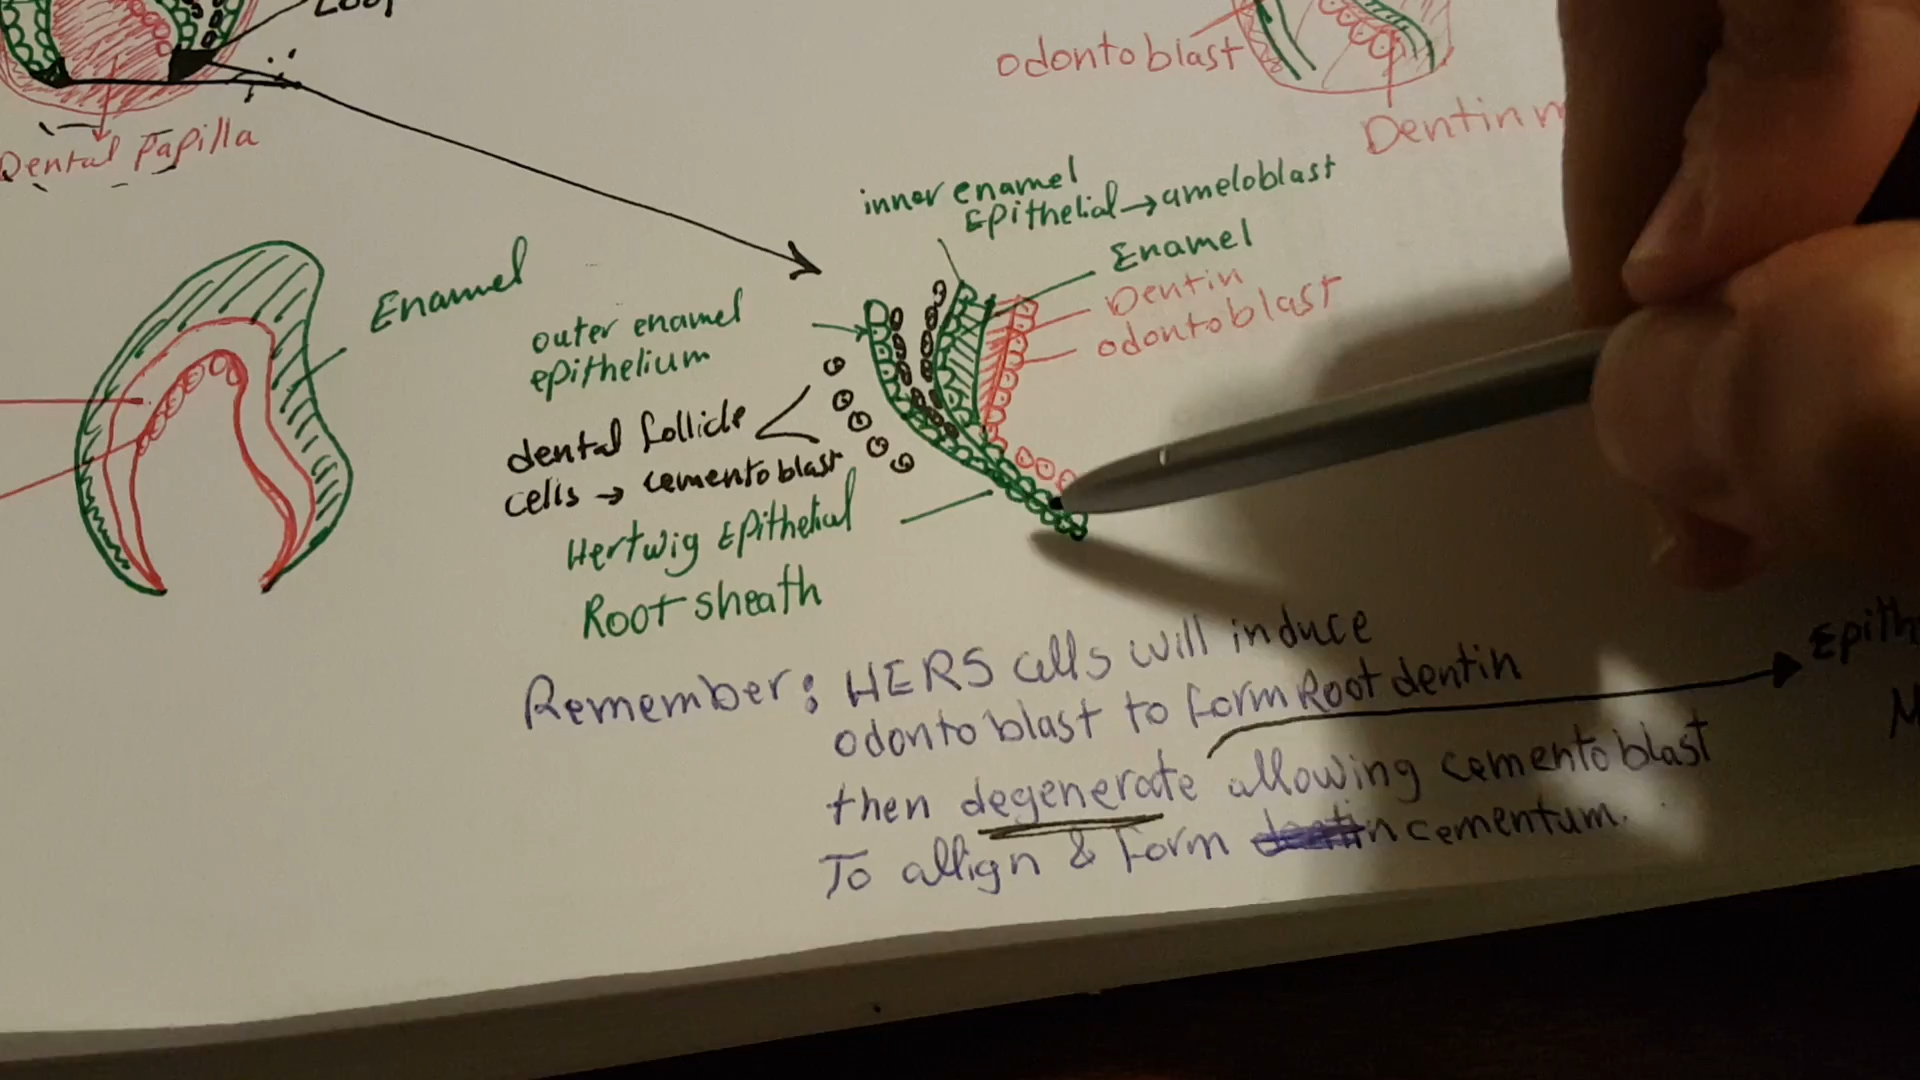 Loop
Dental Papilla
odontoblast
Dentin
inner enamel
Epithelial → ameloblast
Enamel
Dentin
odontoblast
Enamel
outer enamel
epithelium
dental follicle
cells → cementoblast
Hertwig Epithelial
Root sheath
Remember: HERS cells will induce
odontoblast to form Root dentin
then degenerate allowing cementoblast
To allign & Form cementum.
Epith